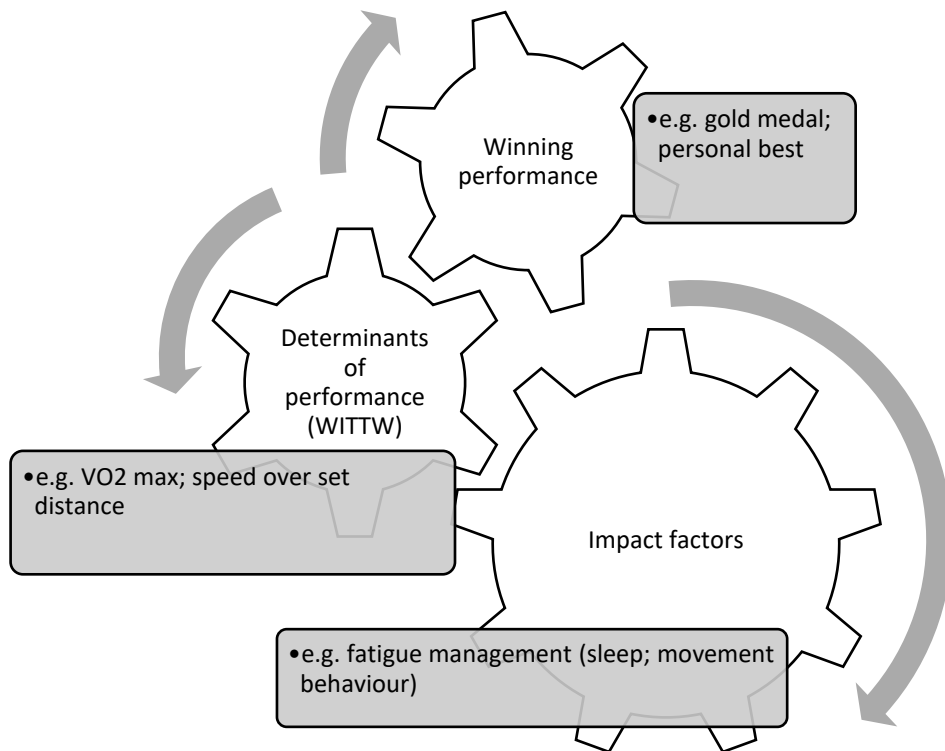 Winning
performance
•e.g. gold medal;
personal best
Determinants
of
performance
(WITTW)
•e.g. VO2 max; speed over set
distance
Impact factors
•e.g. fatigue management (sleep; movement
behaviour)